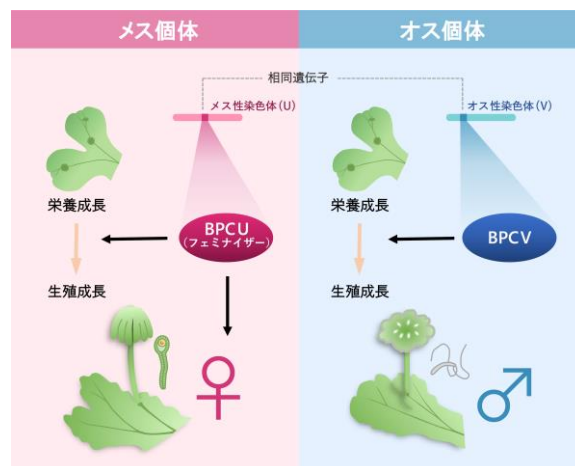 メス個体
オス個体
相同遺伝子
メス性染色体(U)
オス性染色体(V)
栄養成長
BPCU
(フェミナイザー)
生殖成長
栄養成長
BPCV
生殖成長